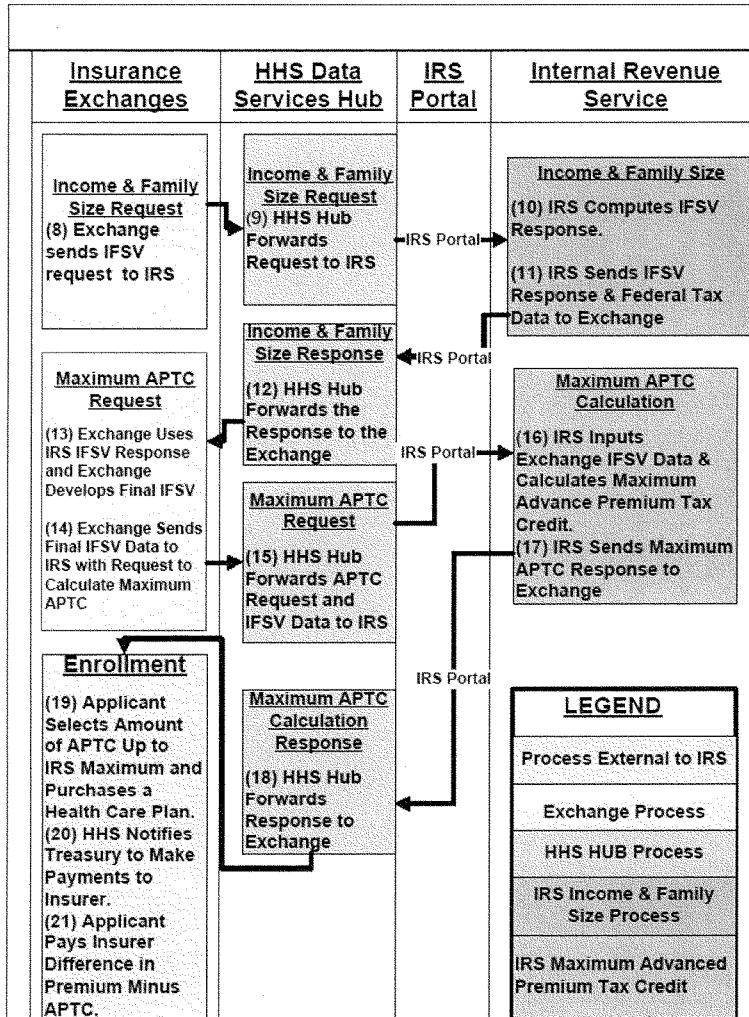 Insurance
Exchanges
HHS Data
Services Hub
IRS
Portal
Internal Revenue
Service
Income & Family
Size Request
(8) Exchange
sends IFSV
request to IRS
Income & Family
Size Request
(9) HHS Hub
Forwards
Request to IRS
IRS Portal
Income & Family Size
(10) IRS Computes IFSV
Response.
(11) IRS Sends IFSV
Response & Federal Tax
Data to Exchange
IRS Portal
Income & Family
Size Response
(12) HHS Hub
Forwards the
Response to the
Exchange
Maximum APTC
Request
(13) Exchange Uses
IRS IFSV Response
and Exchange
Develops Final IFSV
(14) Exchange Sends
Final IFSV Data to
IRS with Request to
Calculate Maximum
APTC
Maximum APTC
Request
(15) HHS Hub
Forwards APTC
Request and
IFSV Data to IRS
IRS Portal
Maximum APTC
Calculation
(16) IRS Inputs
Exchange IFSV Data &
Calculates Maximum
Advance Premium Tax
Credit.
(17) IRS Sends Maximum
APTC Response to
Exchange
IRS Portal
Maximum APTC
Calculation
Response
(18) HHS Hub
Forwards
Response to
Exchange
Enrollment
(19) Applicant
Selects Amount
of APTC Up to
IRS Maximum and
Purchases a
Health Care Plan.
(20) HHS Notifies
Treasury to Make
Payments to
Insurer.
(21) Applicant
Pays Insurer
Difference in
Premium Minus
APTC.
LEGEND
Process External to IRS
Exchange Process
HHS HUB Process
IRS Income & Family
Size Process
IRS Maximum Advanced
Premium Tax Credit